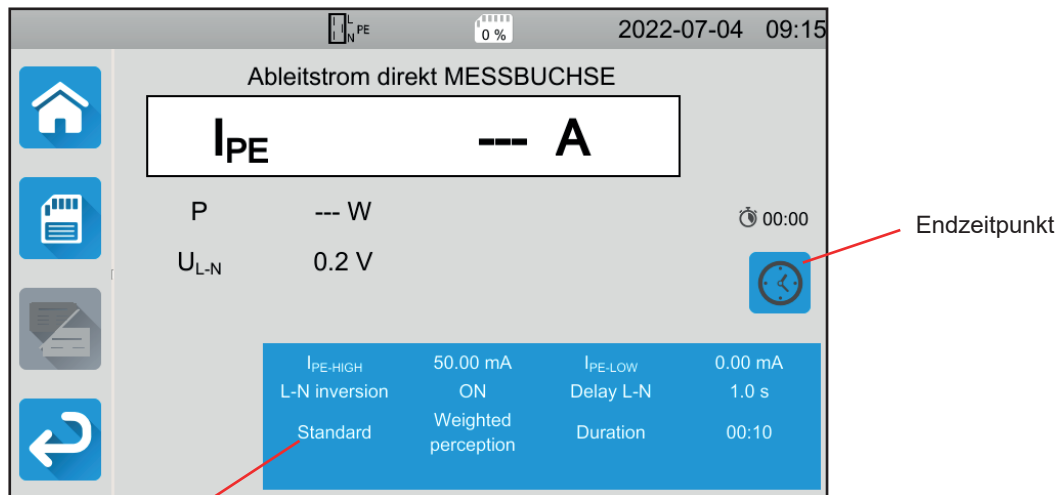 L
N PE
0 %
2022-07-04 09:15
Ableitstrom direkt MESSBUCHSE
IPE --- A
P --- W
00:00
Endzeitpunkt
UL-N 0.2 V
IPE-HIGH 50.00 mA IPE-LOW 0.00 mA
L-N inversion ON Delay L-N 1.0 s
Standard Weighted perception Duration 00:10